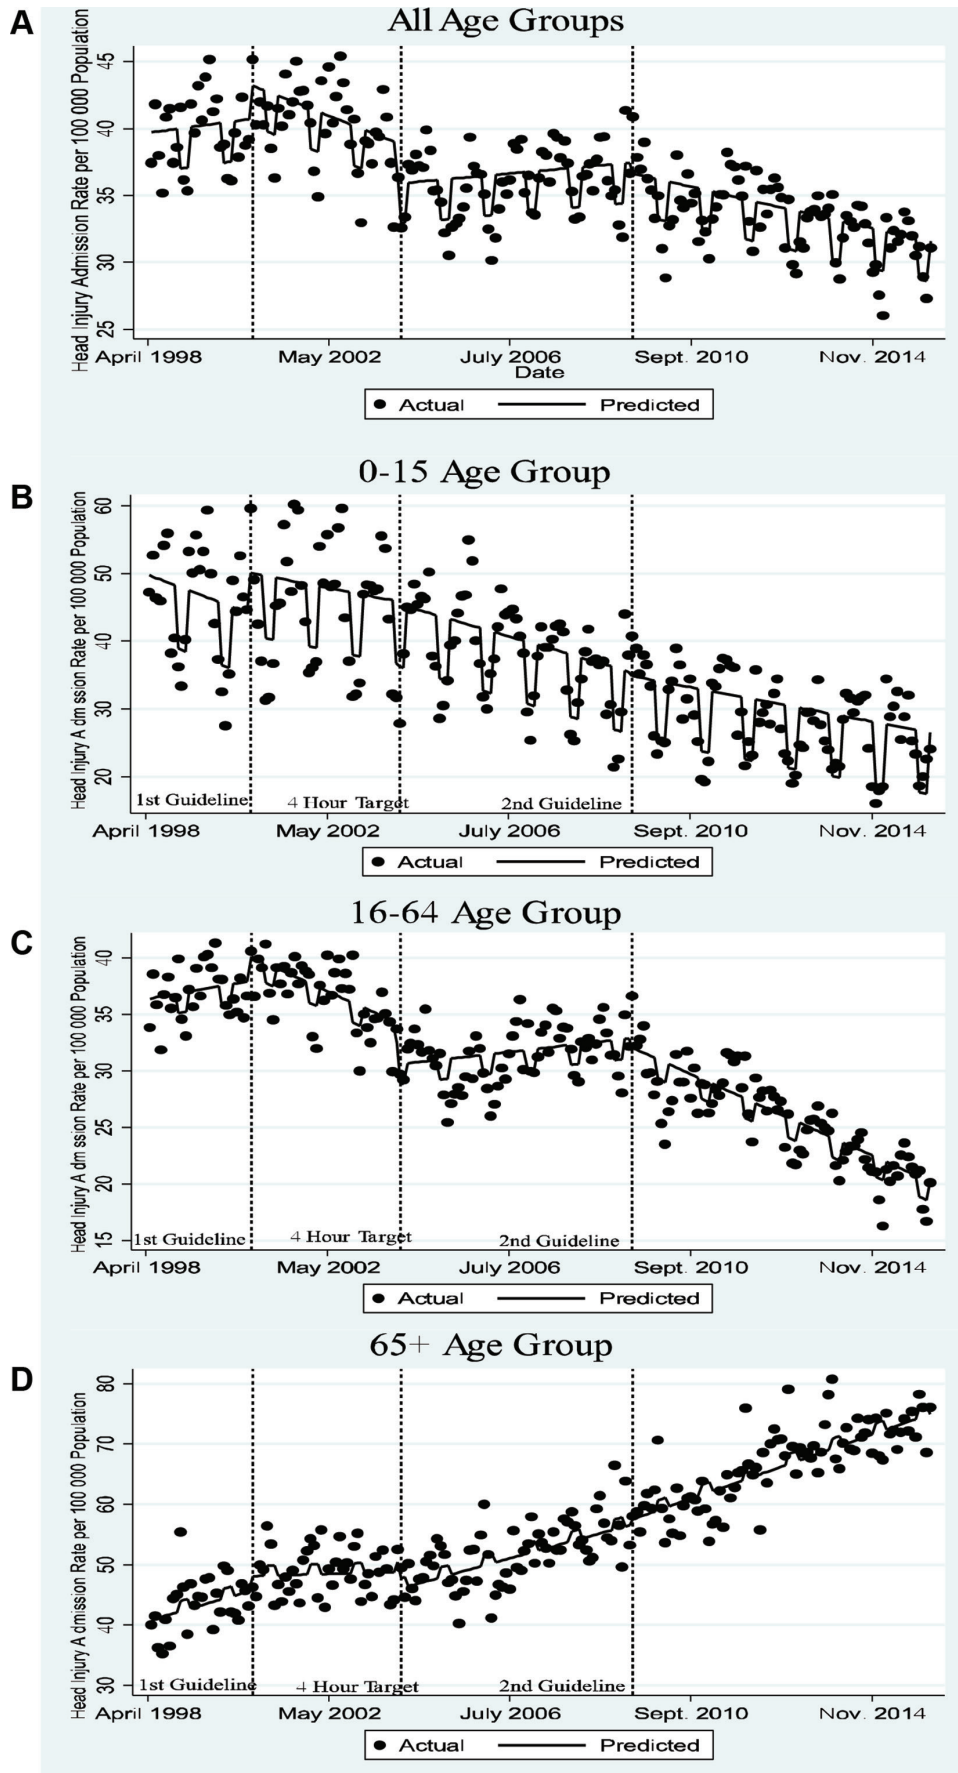 A
All Age Groups
Head Injury Admission Rate per 100 000 Population
45
40
35
30
25
April 1998
May 2002
July 2006
Sept. 2010
Nov. 2014
Date
Actual
Predicted
B
0-15 Age Group
Head Injury A dm ssion Rate per 100 000 Population
60
50
40
30
20
1st Guideline
4 Hour Target
2nd Guideline
April 1998
May 2002
July 2006
Sept. 2010
Nov. 2014
Actual
Predicted
C
16-64 Age Group
Head Injury A dm ssion Rate per 100 000 Population
40
35
30
25
20
15
1st Guideline
4 Hour Target
2nd Guideline
April 1998
May 2002
July 2006
Sept. 2010
Nov. 2014
Actual
Predicted
D
65+ Age Group
Head Injury A dmission Rate per 100 000 Population
80
70
60
50
40
30
1st Guideline
4 Hour Target
2nd Guideline
April 1998
May 2002
July 2006
Sept. 2010
Nov. 2014
Actual
Predicted